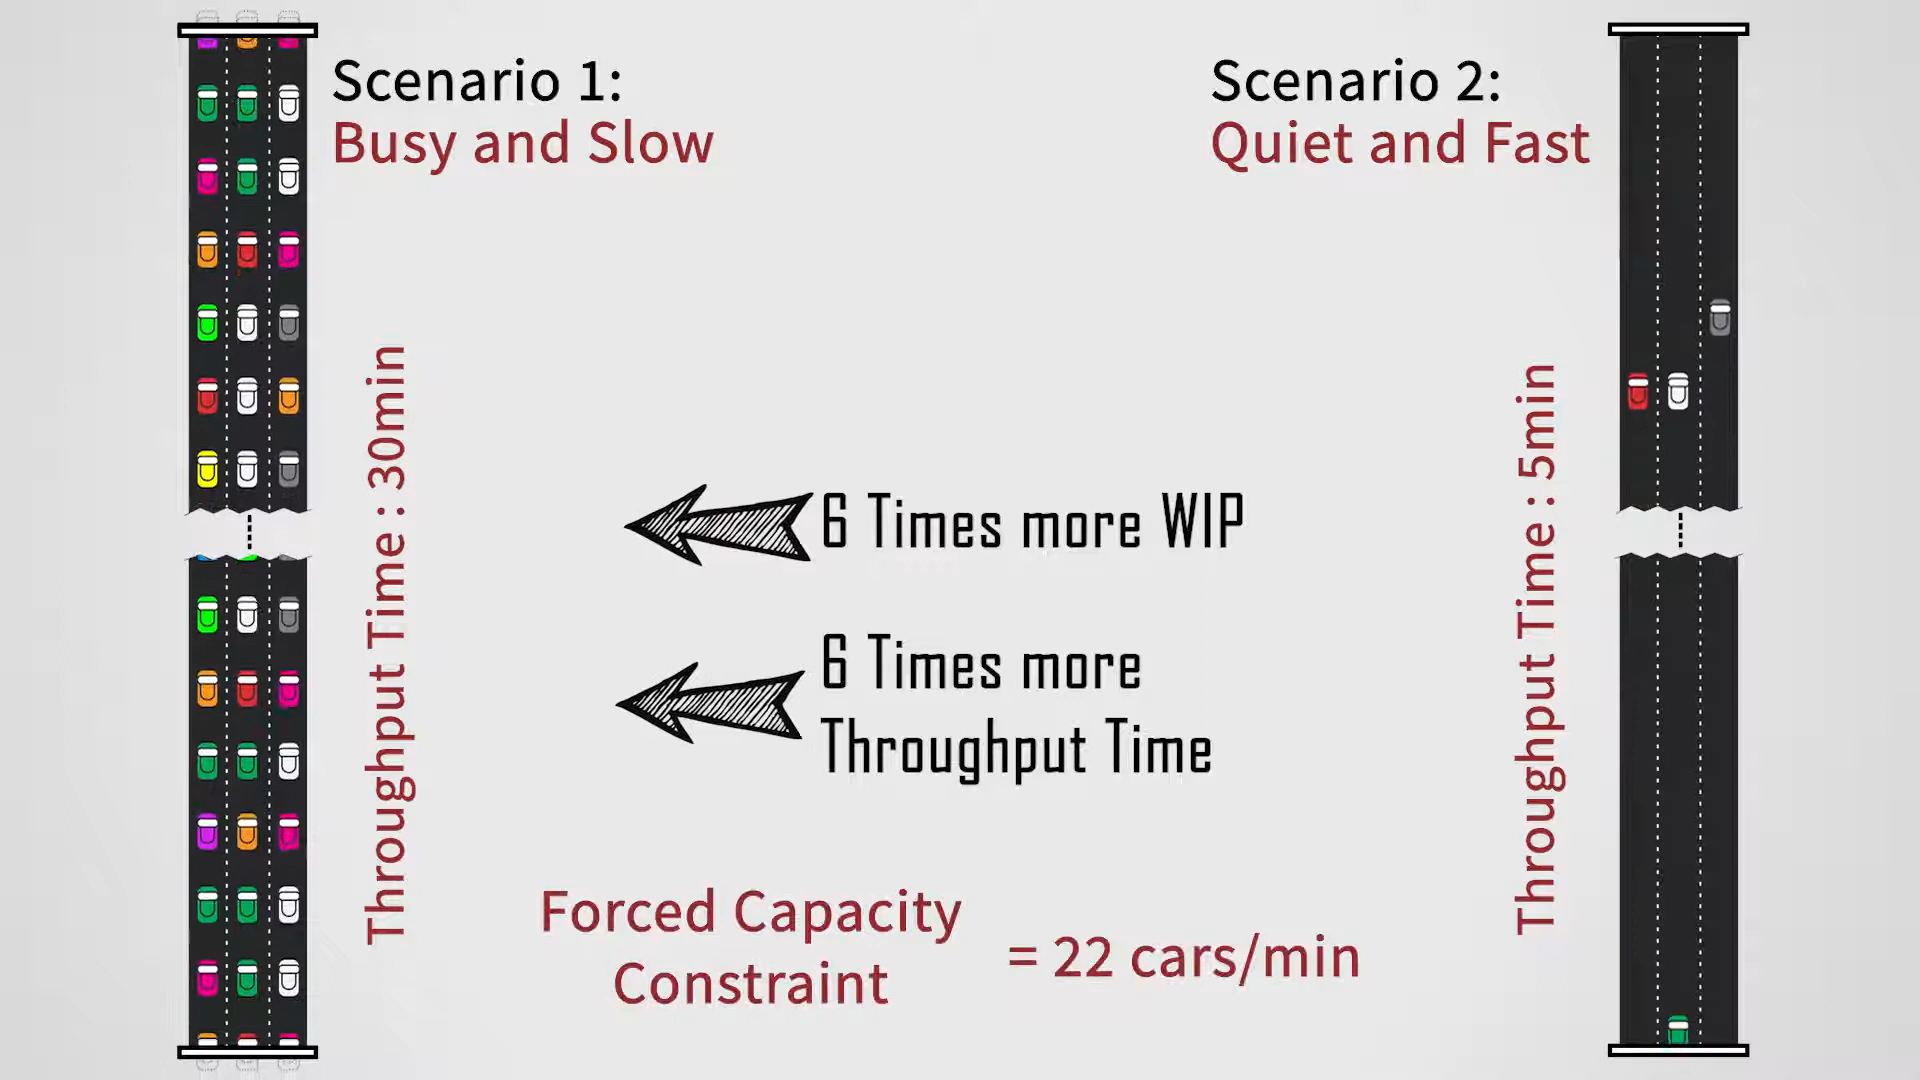 Scenario 1:
Busy and Slow
Throughput Time : 30min
Scenario 2:
Quiet and Fast
Throughput Time : 5min
6 Times more WIP
6 Times more
Throughput Time
Forced Capacity
Constraint
= 22 cars/min